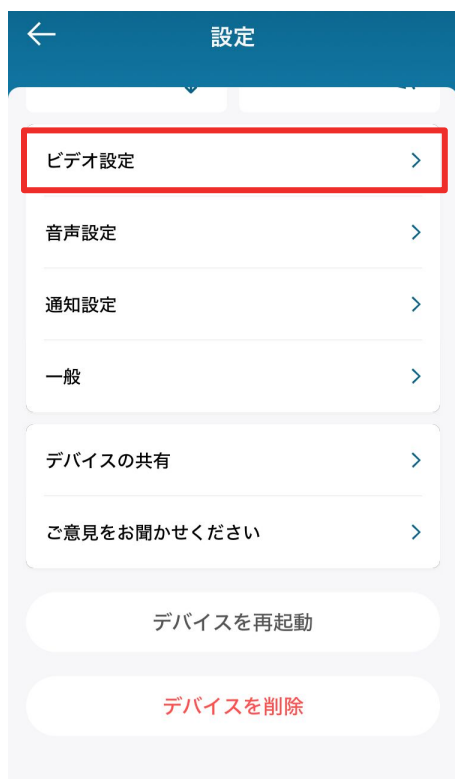 設定
ビデオ設定
音声設定
通知設定
一般
デバイスの共有
ご意見をお聞かせください
デバイスを再起動
デバイスを削除